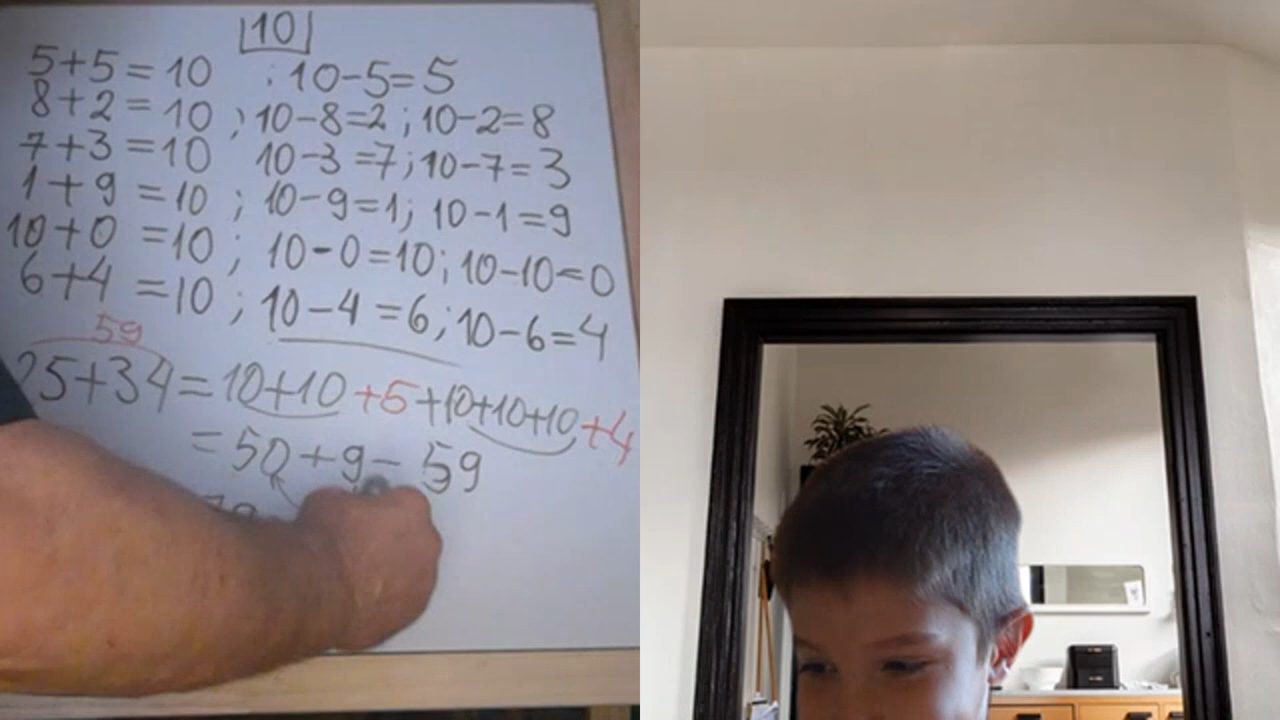 10
5+5=10 ; 10-5=5
8+2=10 ; 10-8=2 ; 10-2=8
7+3=10 10-3=7 ; 10-7=3
1+9=10 ; 10-9=1; 10-1=9
10+0=10 ; 10-0=10; 10-10=0
6+4=10 ; 10-4=6; 10-6=4
59
25+34=10+10+5+10+10+10+4
=50+9=59